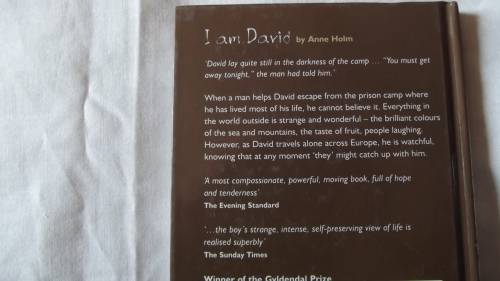 I am David by Anne Holm
‘David lay quite still in the darkness of the camp ... “You must get
away tonight,” the man had told him.’
When a man helps David escape from the prison camp where
he has lived most of his life, he cannot believe it. Everything in
the world outside is strange and wonderful – the brilliant colours
of the sea and mountains, the taste of fruit, people laughing.
However, as David travels alone across Europe, he is watchful,
knowing that at any moment ‘they’ might catch up with him.
‘A most compassionate, powerful, moving book, full of hope
and tenderness’
The Evening Standard
‘...the boy’s strange, intense, self-preserving view of life is
realised superbly’
The Sunday Times
Winner of the Gyldendal Prize